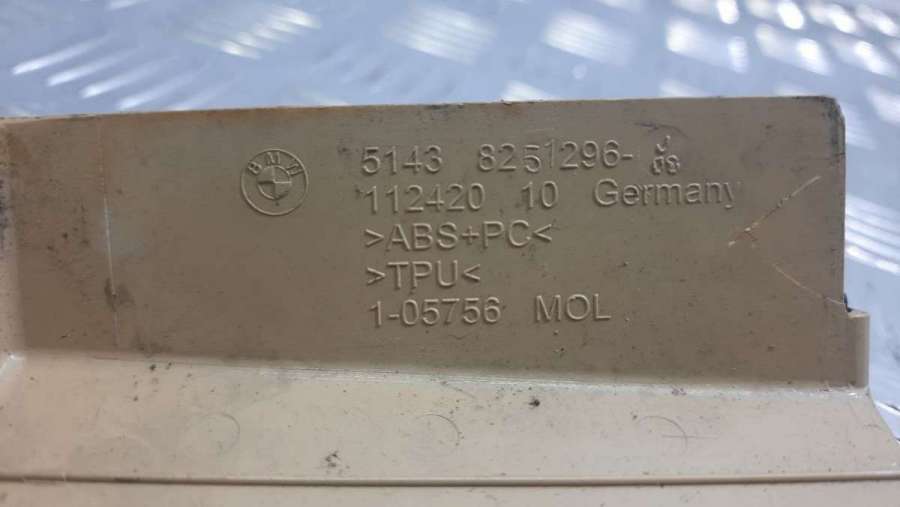 BMW
5143 8251296-
112420 10 Germany
>ABS+PC<
>TPU<
1-05756 MOL